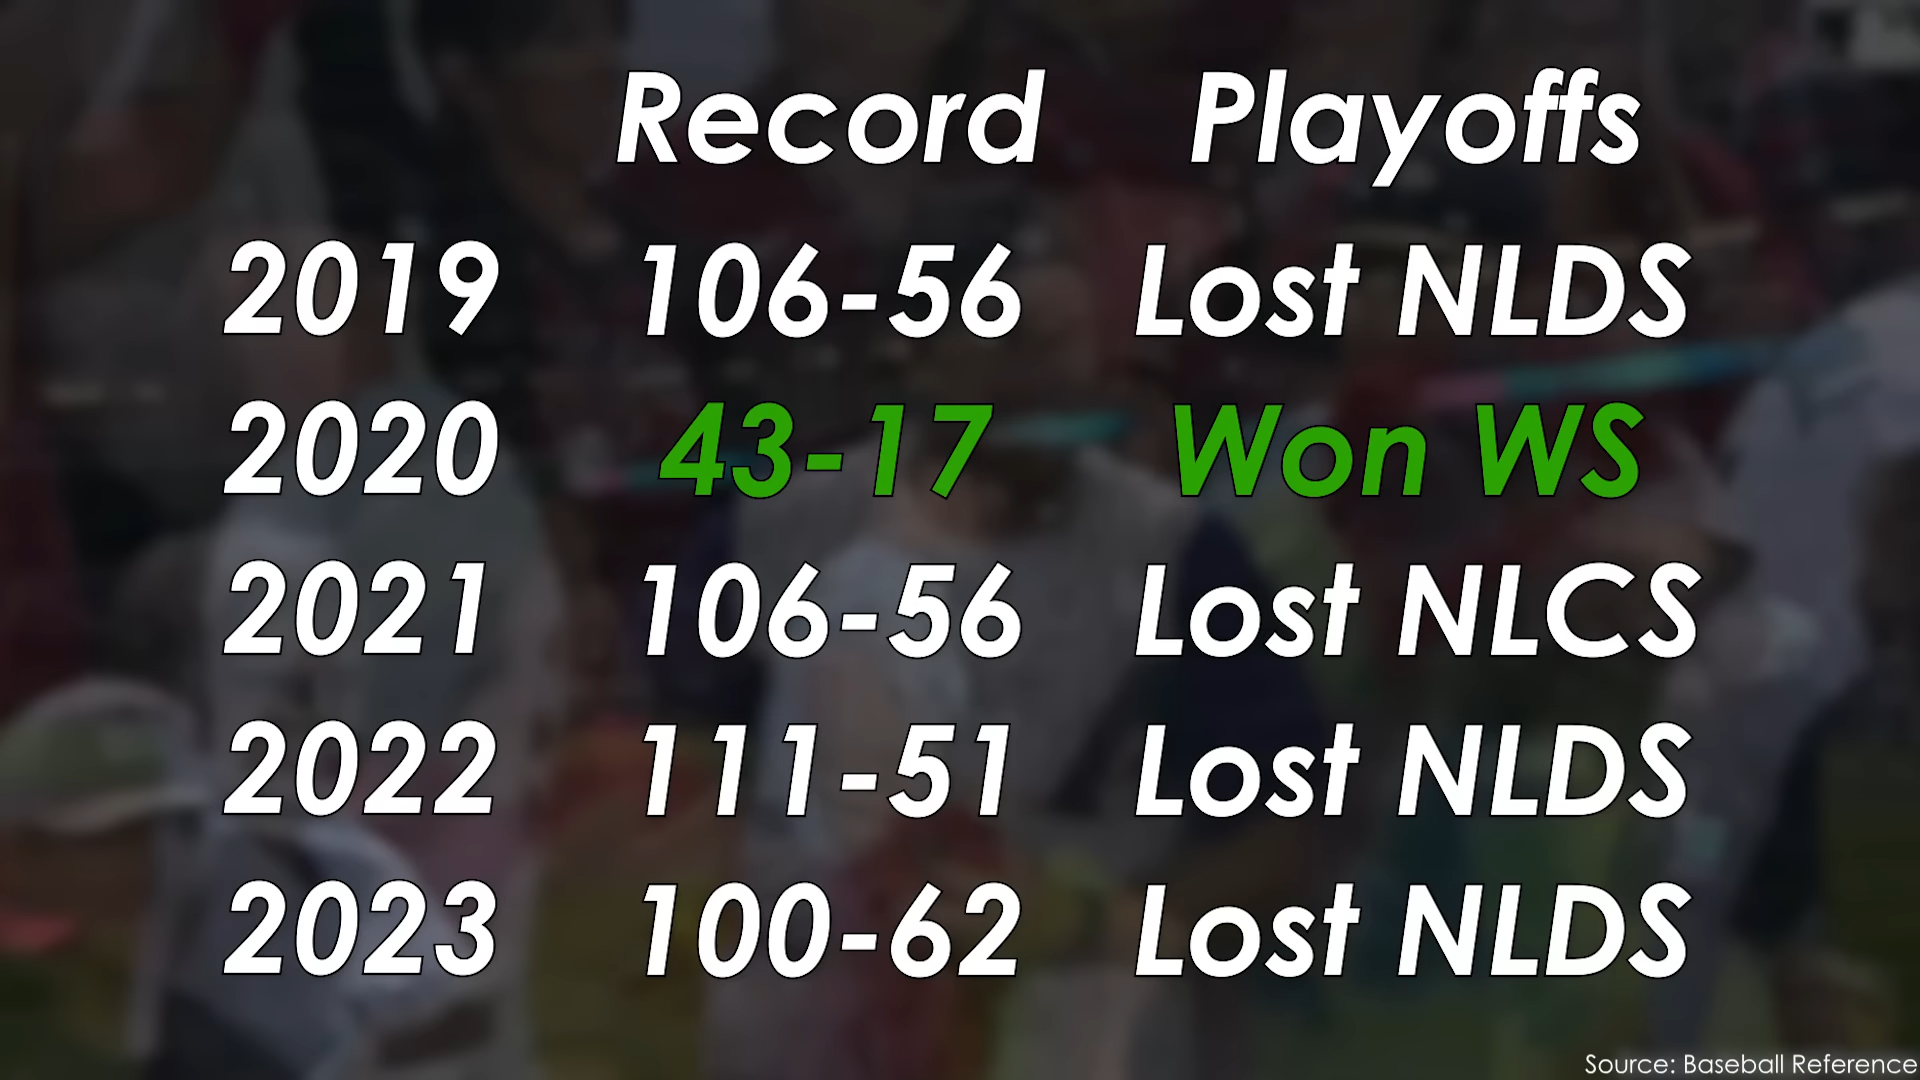 Record Playoffs
2019 106-56 Lost NLDS
2020 43-17 Won WS
2021 106-56 Lost NLCS
2022 111-51 Lost NLDS
2023 100-62 Lost NLDS
Source: Baseball Reference